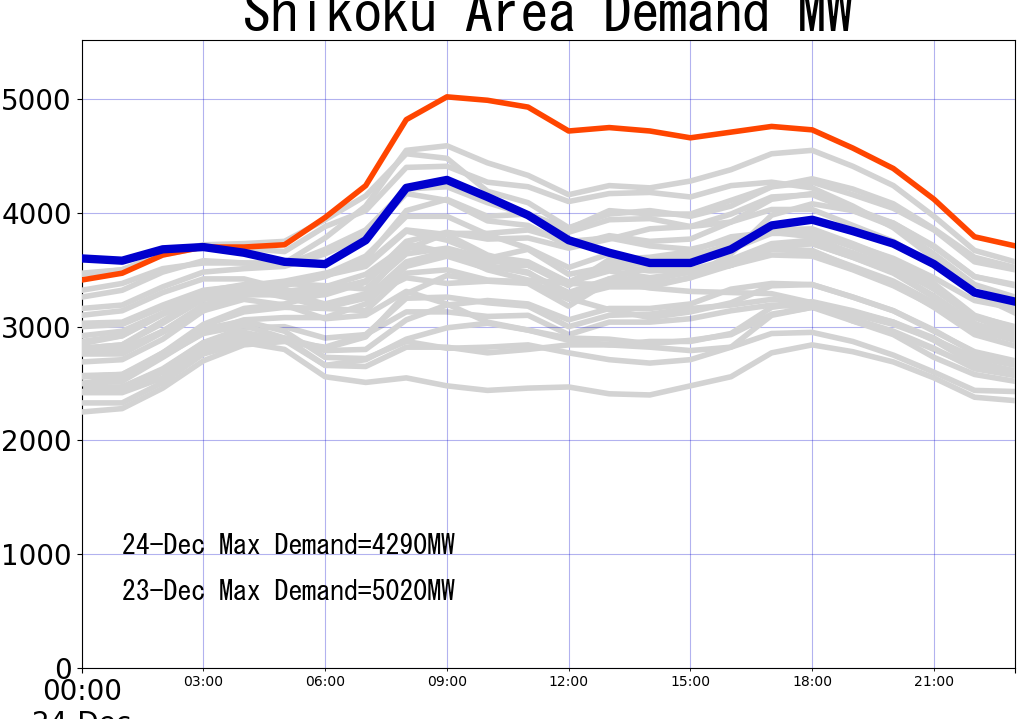 Shikoku Area Demand MW
5000
4000
3000
2000
1000
0
24-Dec Max Demand=4290MW
23-Dec Max Demand=5020MW
00:00 03:00 06:00 09:00 12:00 15:00 18:00 21:00
24 Dec